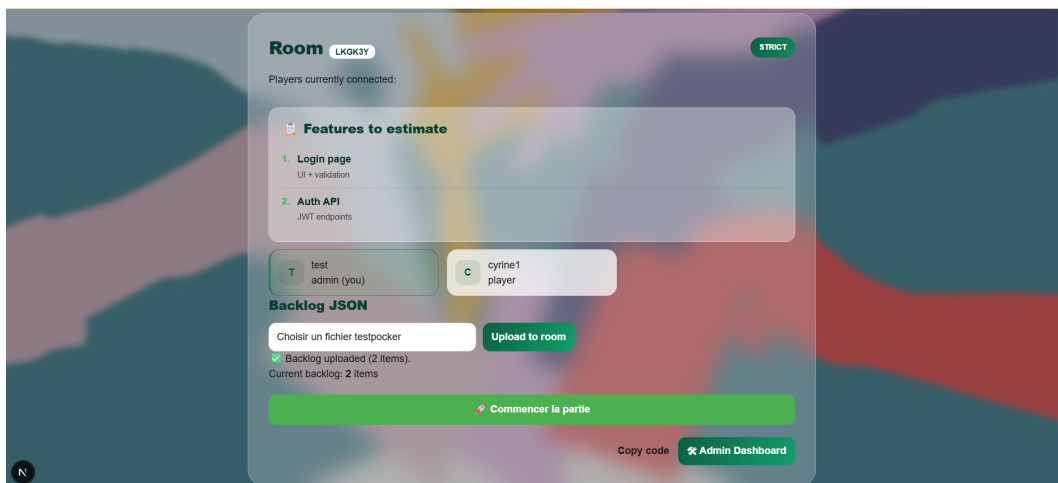 Room LKGK3Y STRICT
Players currently connected:
📋 Features to estimate
1. Login page
UI + validation
2. Auth API
JWT endpoints
T test C cyrine1
admin (you) player
Backlog JSON
Choisir un fichier testpocker Upload to room
✅ Backlog uploaded (2 items).
Current backlog: 2 items
🚀 Commencer la partie
Copy code 🛠 Admin Dashboard
N